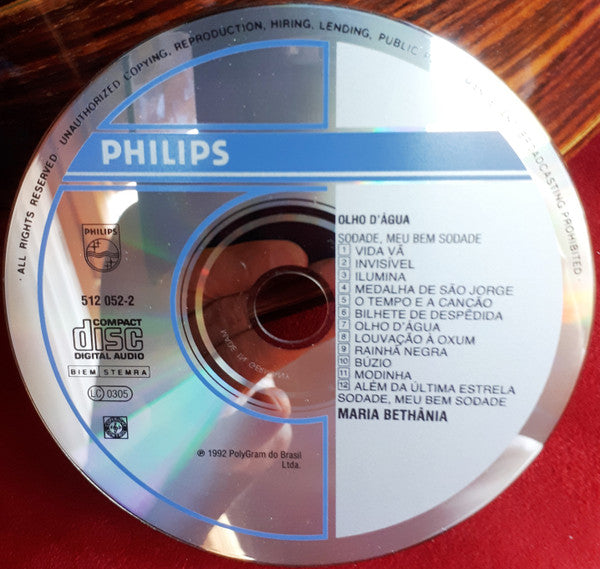 ALL RIGHTS RESERVED. UNAUTHORIZED COPYING, REPRODUCTION, HIRING, LENDING, PUBLIC
BROADCASTING PROHIBITED.
PHILIPS
PHILIPS
512 052-2
COMPACT
disc
DIGITAL AUDIO
BIEM STEMRA
LC 0305
℗ 1992 PolyGram do Brasil
Ltda.
OLHO D'ÁGUA
SODADE, MEU BEM SODADE
1 VIDA VÃ
2 INVISÍVEL
3 ILUMINA
4 MEDALHA DE SÃO JORGE
5 O TEMPO E A CANÇÃO
6 BILHETE DE DESPEDIDA
7 OLHO D'ÁGUA
8 LOUVAÇÃO À OXUM
9 RAINHA NEGRA
10 BÚZIO
11 MODINHA
12 ALÉM DA ÚLTIMA ESTRELA
SODADE, MEU BEM SODADE
MARIA BETHÂNIA